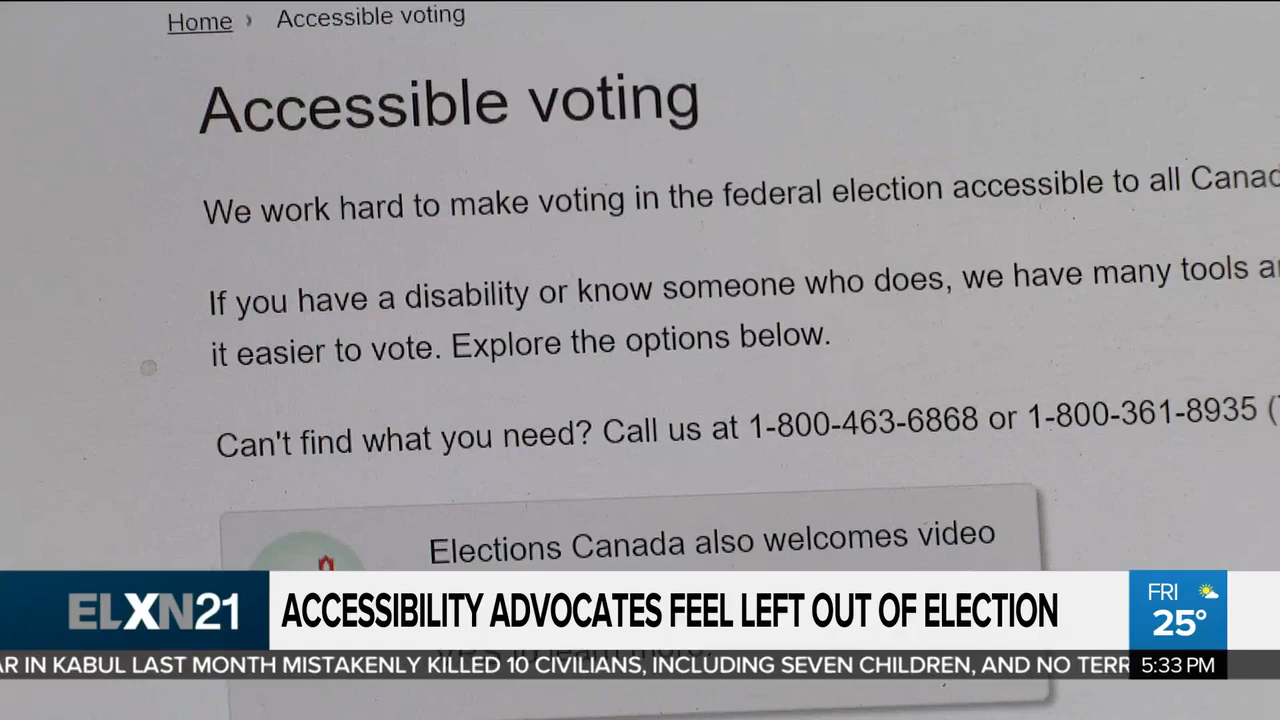 Home › Accessible voting
Accessible voting
We work hard to make voting in the federal election accessible to all Canad
If you have a disability or know someone who does, we have many tools a
it easier to vote. Explore the options below.
Can't find what you need? Call us at 1-800-463-6868 or 1-800-361-8935 (
Elections Canada also welcomes video
ELXN21
ACCESSIBILITY ADVOCATES FEEL LEFT OUT OF ELECTION
FRI
25°
AR IN KABUL LAST MONTH MISTAKENLY KILLED 10 CIVILIANS, INCLUDING SEVEN CHILDREN, AND NO TERR
5:33 PM